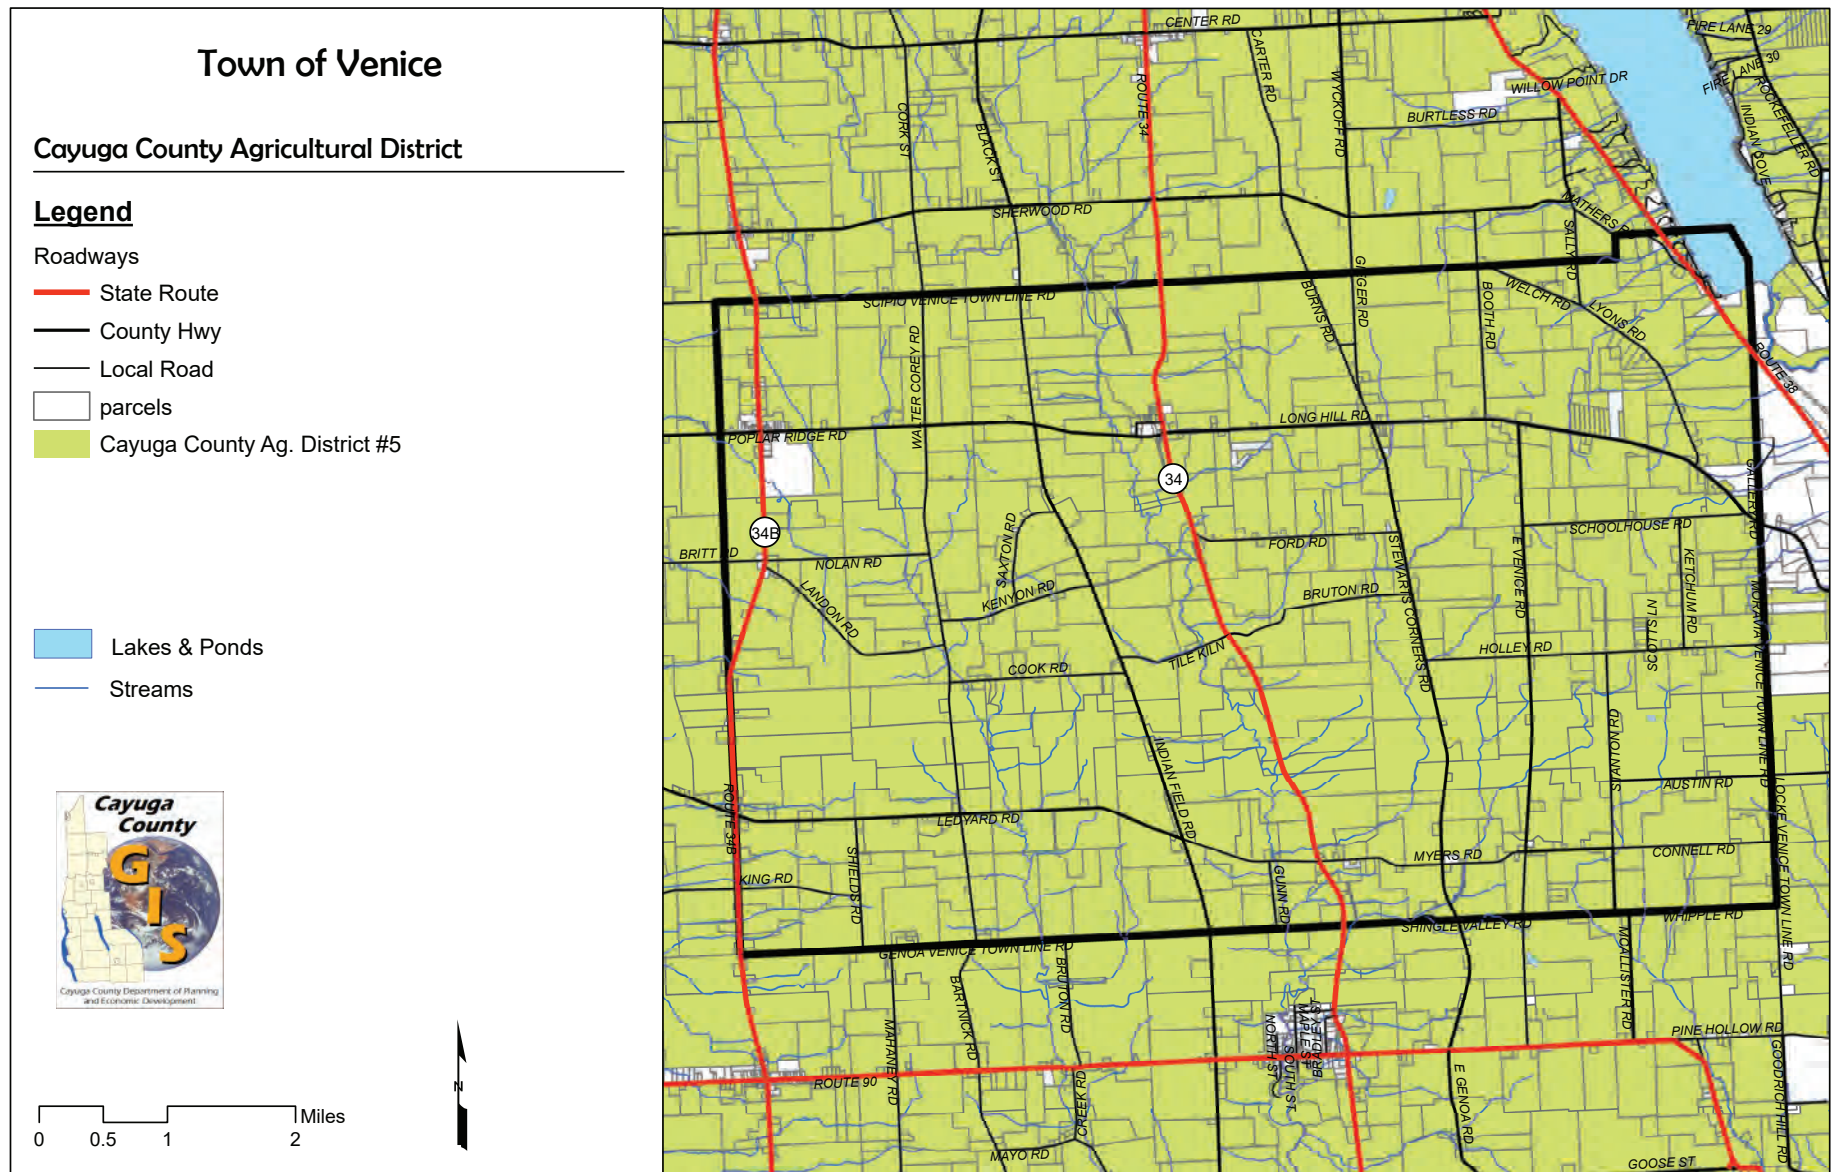 Town of Venice
Cayuga County Agricultural District
Legend
Roadways
State Route
County Hwy
Local Road
parcels
Cayuga County Ag. District #5
Lakes & Ponds
Streams
Cayuga
County
GIS
Cayuga County Department of Planning
and Economic Development
N
Miles
0 0.5 1 2
CENTER RD
FIRE LANE 29
FIRE LANE 30
ROCKEFELLER RD
INDIAN COVE
CARTER RD
WYCKOFF RD
ROUTE 34
WILLOW POINT DR
BURTLESS RD
CORK ST
BLACK ST
SHERWOOD RD
MATHERS R
SALLY RD
GEIGER RD
SCIPIO VENICE TOWN LINE RD
BURNS RD
BOOTH RD
WELCH RD
LYONS RD
ROUTE 38
WALTER COREY RD
LONG HILL RD
POPLAR RIDGE RD
34
34B
GALLERY RD
SCHOOLHOUSE RD
BRITT RD
NOLAN RD
SAXTON RD
FORD RD
STEWARTS CORNERS RD
E VENICE RD
KETCHUM RD
LANDON RD
KENYON RD
BRUTON RD
SCOTTS LN
MORAVIA VENICE TOWN LINE RD
TILE KILN
HOLLEY RD
COOK RD
STANTON RD
INDIAN FIELD RD
AUSTIN RD
ROUTE 34B
LEDYARD RD
LOCKE VENICE TOWN LINE RD
SHIELDS RD
MYERS RD
CONNELL RD
KING RD
GUNN RD
WHIPPLE RD
SHINGLE VALLEY RD
GENOA VENICE TOWN LINE RD
MOALLISTER RD
BARTNICK RD
BRUTON RD
MAHANEY RD
NORTH ST
MAPLE ST
BRIDGE ST
SOUTH ST
PINE HOLLOW RD
GOODRICH HILL RD
ROUTE 90
CREEK RD
E GENOA RD
MAYO RD
GOOSE ST